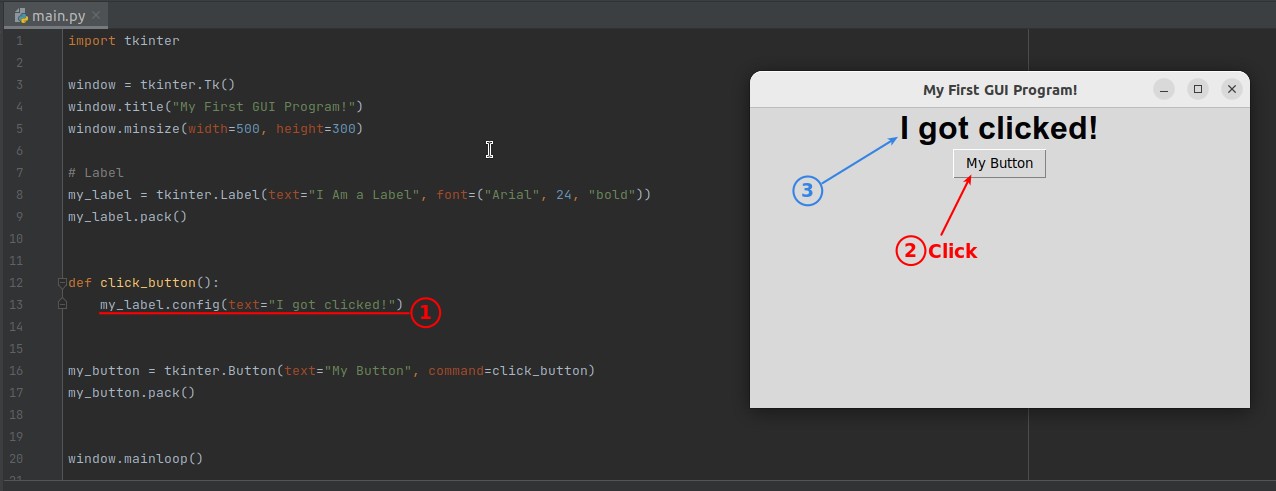 main.py
1 import tkinter
2
3 window = tkinter.Tk()
4 window.title("My First GUI Program!")
5 window.minsize(width=500, height=300)
6
7 # Label
8 my_label = tkinter.Label(text="I Am a Label", font=("Arial", 24, "bold"))
9 my_label.pack()
10
11
12 def click_button():
13     my_label.config(text="I got clicked!") 1
14
15
16 my_button = tkinter.Button(text="My Button", command=click_button)
17 my_button.pack()
18
19
20 window.mainloop()
21
My First GUI Program!
I got clicked!
My Button
3
2 Click